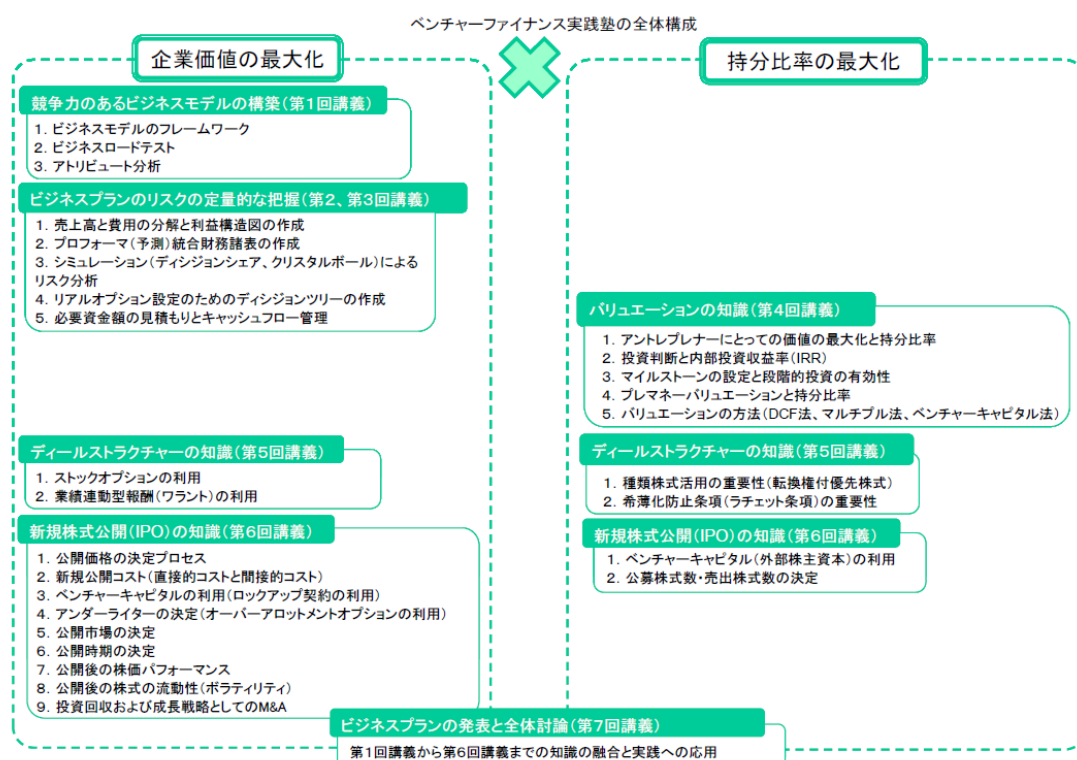 ベンチャーファイナンス実践塾の全体構成
企業価値の最大化
競争力のあるビジネスモデルの構築(第1回講義)
1. ビジネスモデルのフレームワーク
2. ビジネスロードテスト
3. アトリビュート分析
ビジネスプランのリスクの定量的な把握(第2、第3回講義)
1. 売上高と費用の分解と利益構造図の作成
2. プロフォーマ(予測)統合財務諸表の作成
3. シミュレーション(ディシジョンシェア、クリスタルボール)による
リスク分析
4. リアルオプション設定のためのディシジョンツリーの作成
5. 必要資金額の見積もりとキャッシュフロー管理
ディールストラクチャーの知識(第5回講義)
1. ストックオプションの利用
2. 業績連動型報酬(ワラント)の利用
新規株式公開(IPO)の知識(第6回講義)
1. 公開価格の決定プロセス
2. 新規公開コスト(直接的コストと間接的コスト)
3. ベンチャーキャピタルの利用(ロックアップ契約の利用)
4. アンダーライターの決定(オーバーアロットメントオプションの利用)
5. 公開市場の決定
6. 公開時期の決定
7. 公開後の株価パフォーマンス
8. 公開後の株式の流動性(ボラティリティ)
9. 投資回収および成長戦略としてのM&A
持分比率の最大化
バリュエーションの知識(第4回講義)
1. アントレプレナーにとっての価値の最大化と持分比率
2. 投資判断と内部投資収益率(IRR)
3. マイルストーンの設定と段階的投資の有効性
4. プレマネーバリュエーションと持分比率
5. バリュエーションの方法(DCF法、マルチプル法、ベンチャーキャピタル法)
ディールストラクチャーの知識(第5回講義)
1. 種類株式活用の重要性(転換権付優先株式)
2. 希薄化防止条項(ラチェット条項)の重要性
新規株式公開(IPO)の知識(第6回講義)
1. ベンチャーキャピタル(外部株主資本)の利用
2. 公募株式数・売出株式数の決定
ビジネスプランの発表と全体討論(第7回講義)
第1回講義から第6回講義までの知識の融合と実践への応用